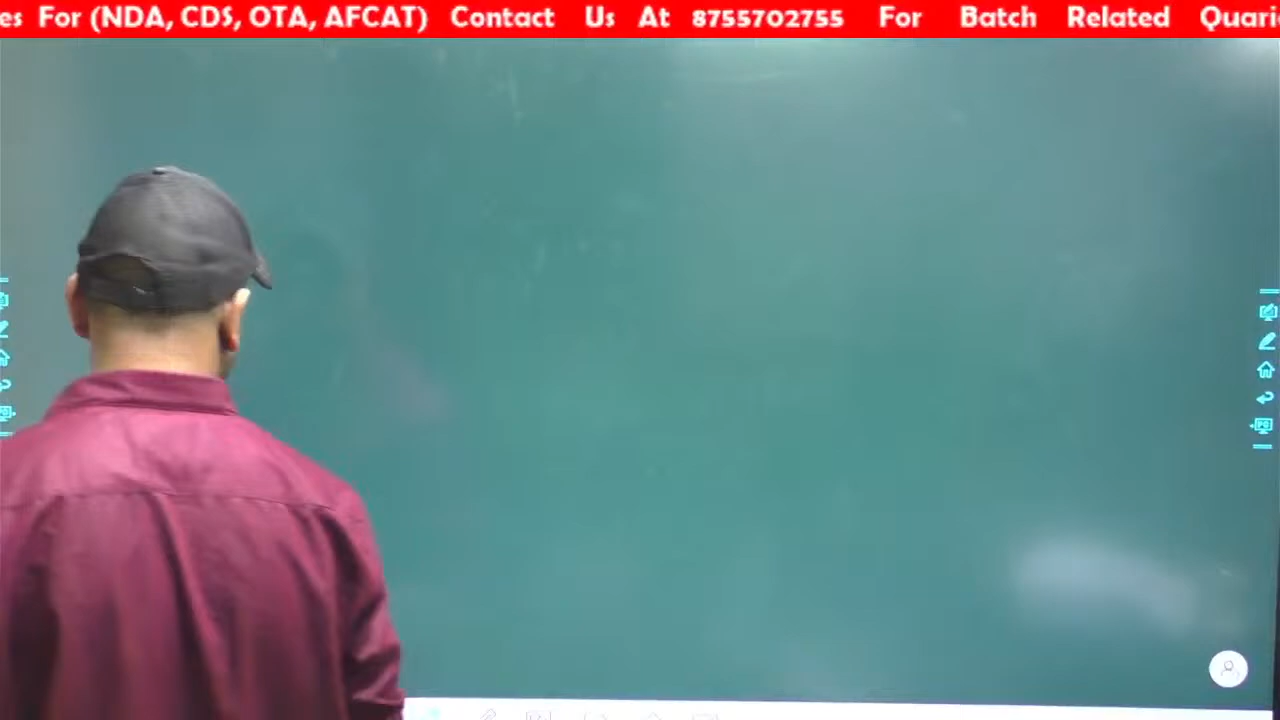 es For (NDA, CDS, OTA, AFCAT) Contact Us At 8755702755 For Batch Related Quari